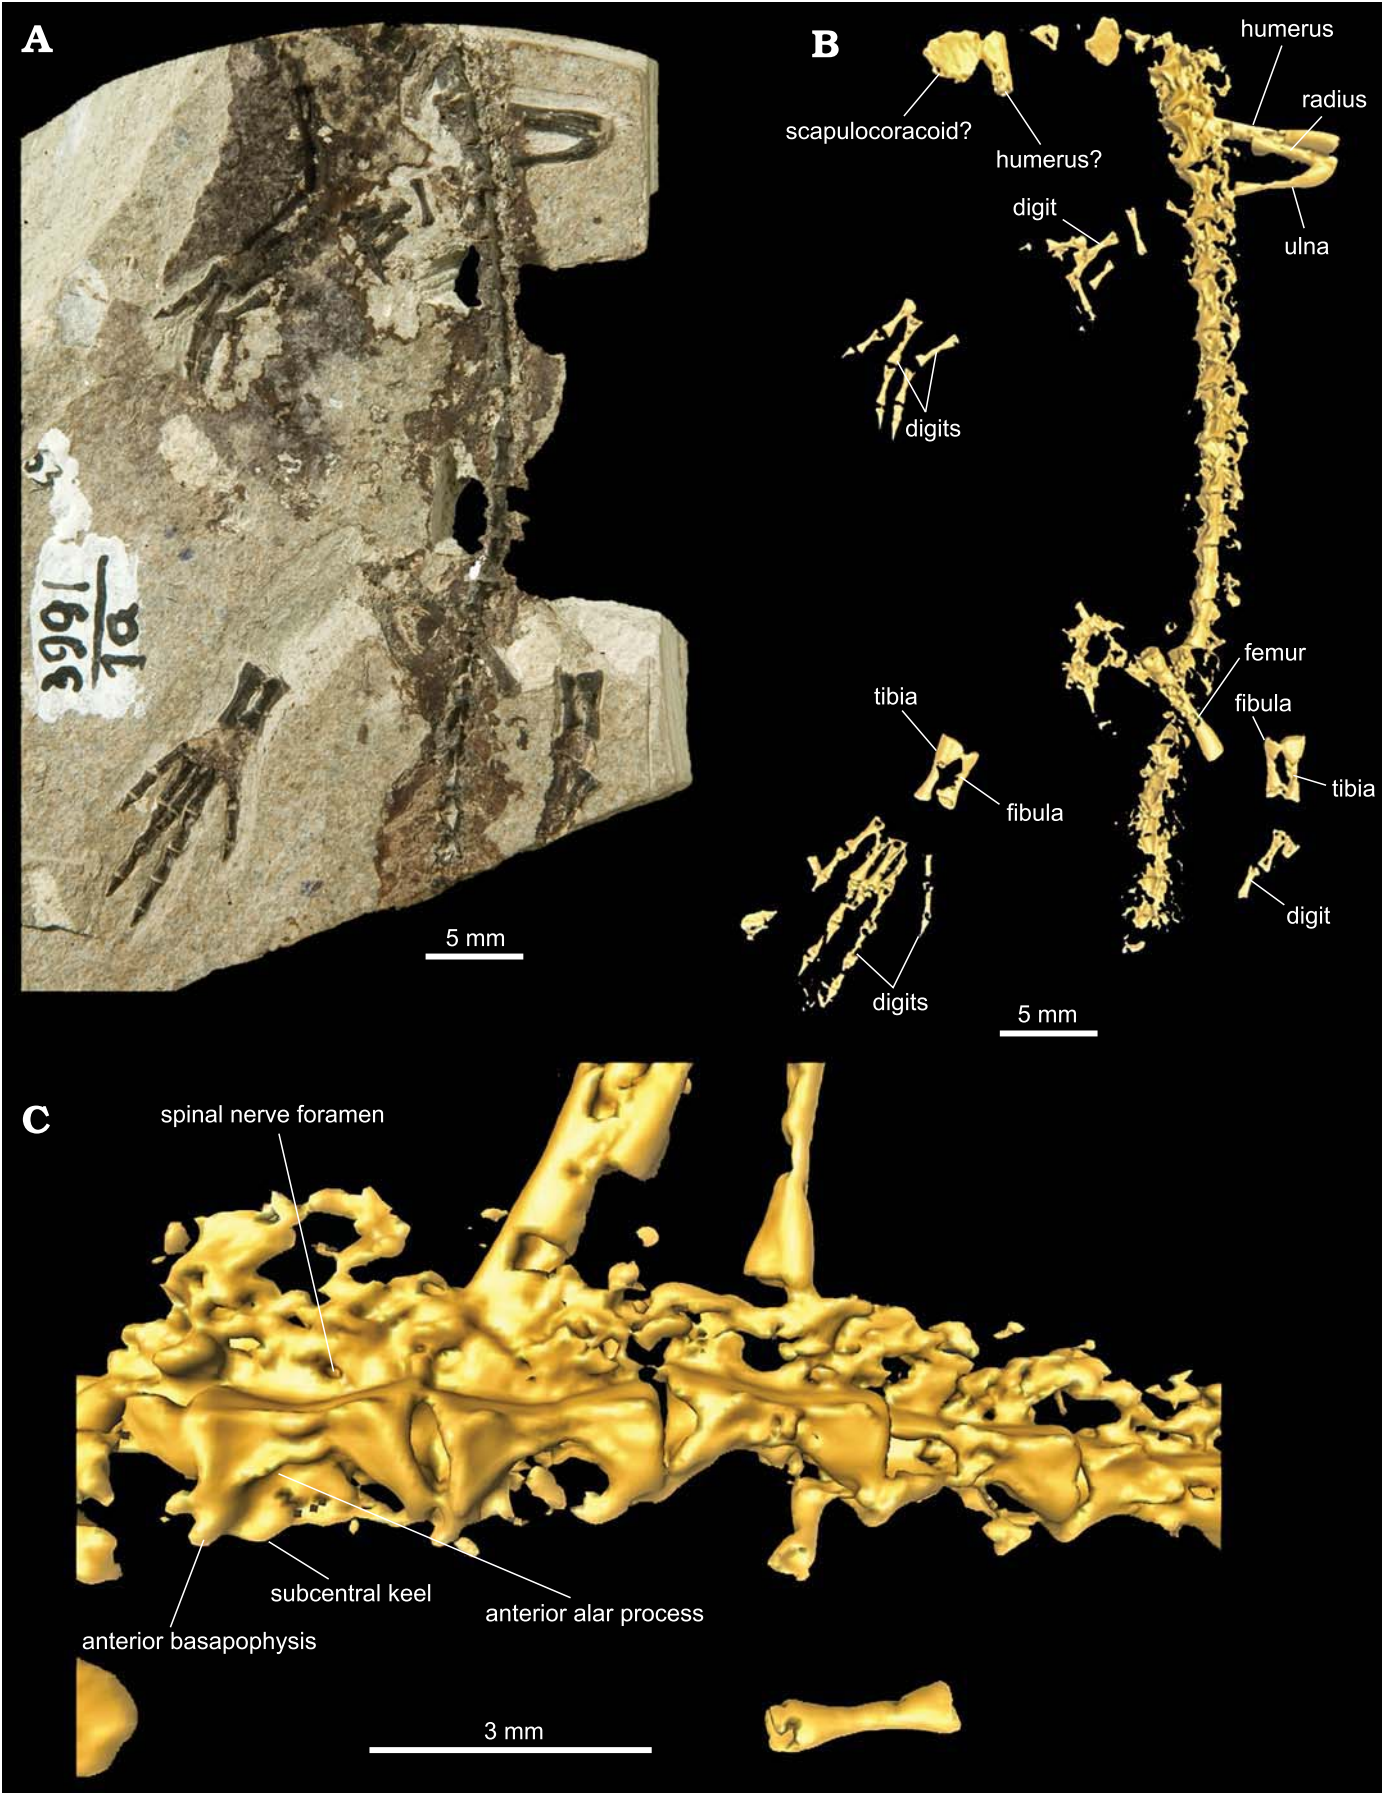 A
B
humerus
radius
scapulocoracoid?
humerus?
digit
ulna
digits
3991
1a
femur
tibia
fibula
tibia
fibula
digit
5 mm
digits
5 mm
C
spinal nerve foramen
subcentral keel
anterior alar process
anterior basapophysis
3 mm